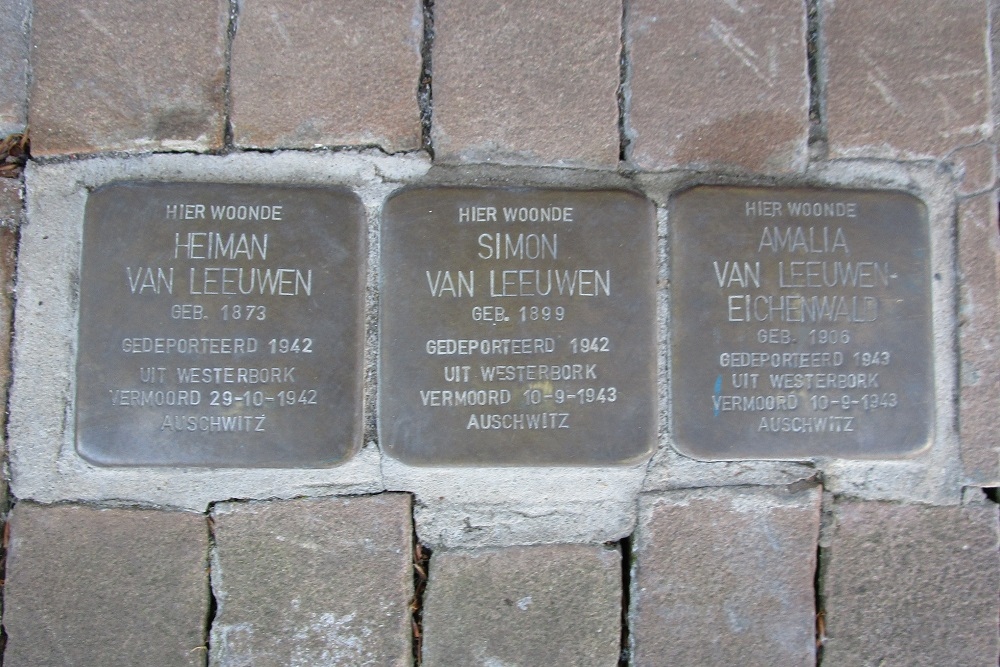 HIER WOONDE
HEIMAN
VAN LEEUWEN
GEB. 1873
GEDEPORTEERD 1942
UIT WESTERBORK
VERMOORD 29-10-1942
AUSCHWITZ
HIER WOONDE
SIMON
VAN LEEUWEN
GEB. 1899
GEDEPORTEERD 1942
UIT WESTERBORK
VERMOORD 10-9-1943
AUSCHWITZ
HIER WOONDE
AMALIA
VAN LEEUWEN-
EICHENWALD
GEB. 1906
GEDEPORTEERD 1943
UIT WESTERBORK
VERMOORD 10-9-1943
AUSCHWITZ